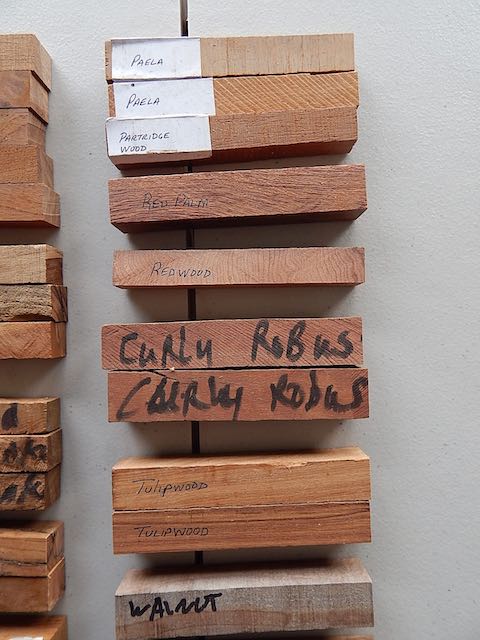 PAELA
PAELA
PARTRIDGE
WOOD
RED PALM
REDWOOD
CURLY ROBUS
CURLY ROBUS
TULIPWOOD
TULIPWOOD
WALNUT